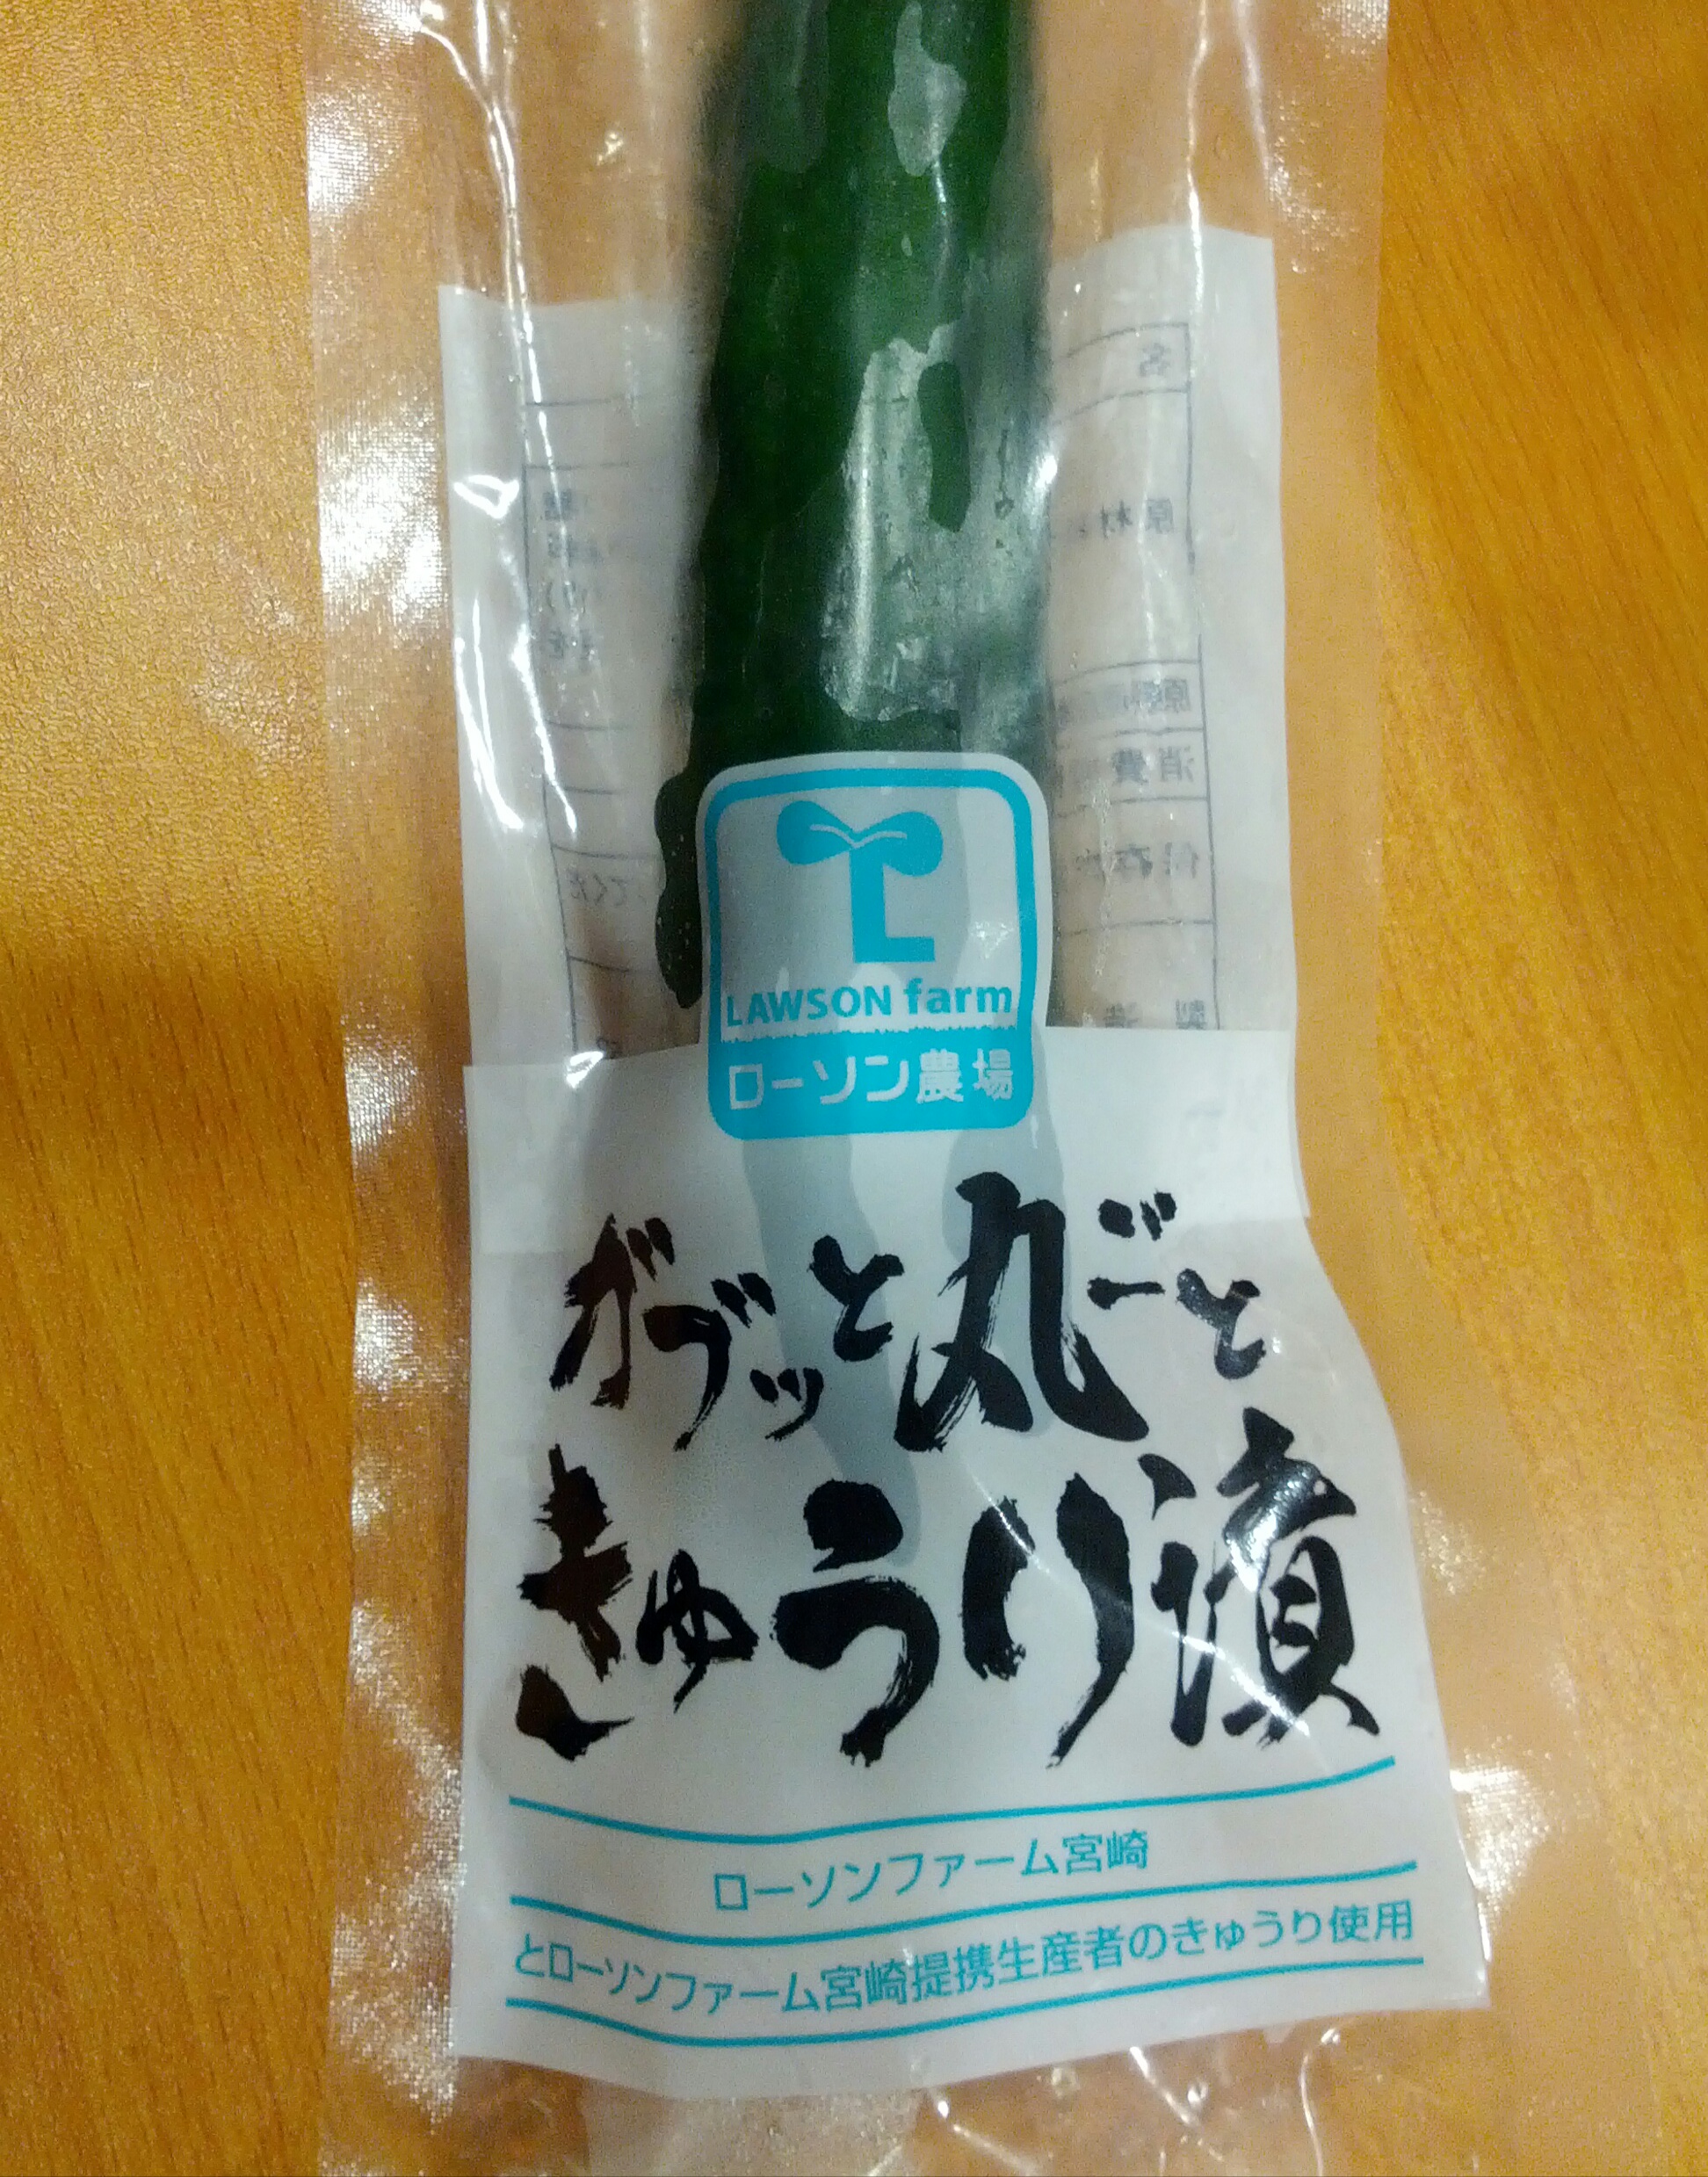 LAWSON farm
ローソン農場
ガブッと丸ごと
きゅうり漬
ローソンファーム宮崎
とローソンファーム宮崎提携生産者のきゅうり使用